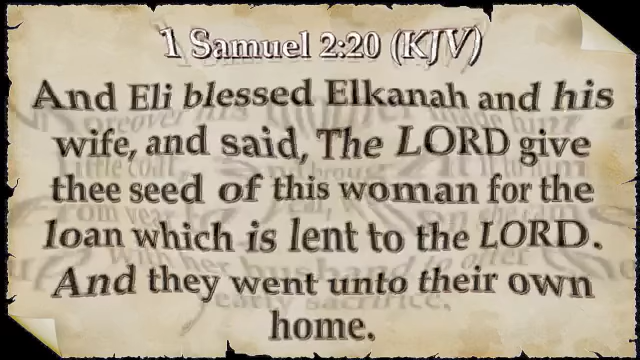 1 Samuel 2:20 (KJV)
And Eli blessed Elkanah and his
wife, and said, The LORD give
thee seed of this woman for the
loan which is lent to the LORD.
And they went unto their own
home.